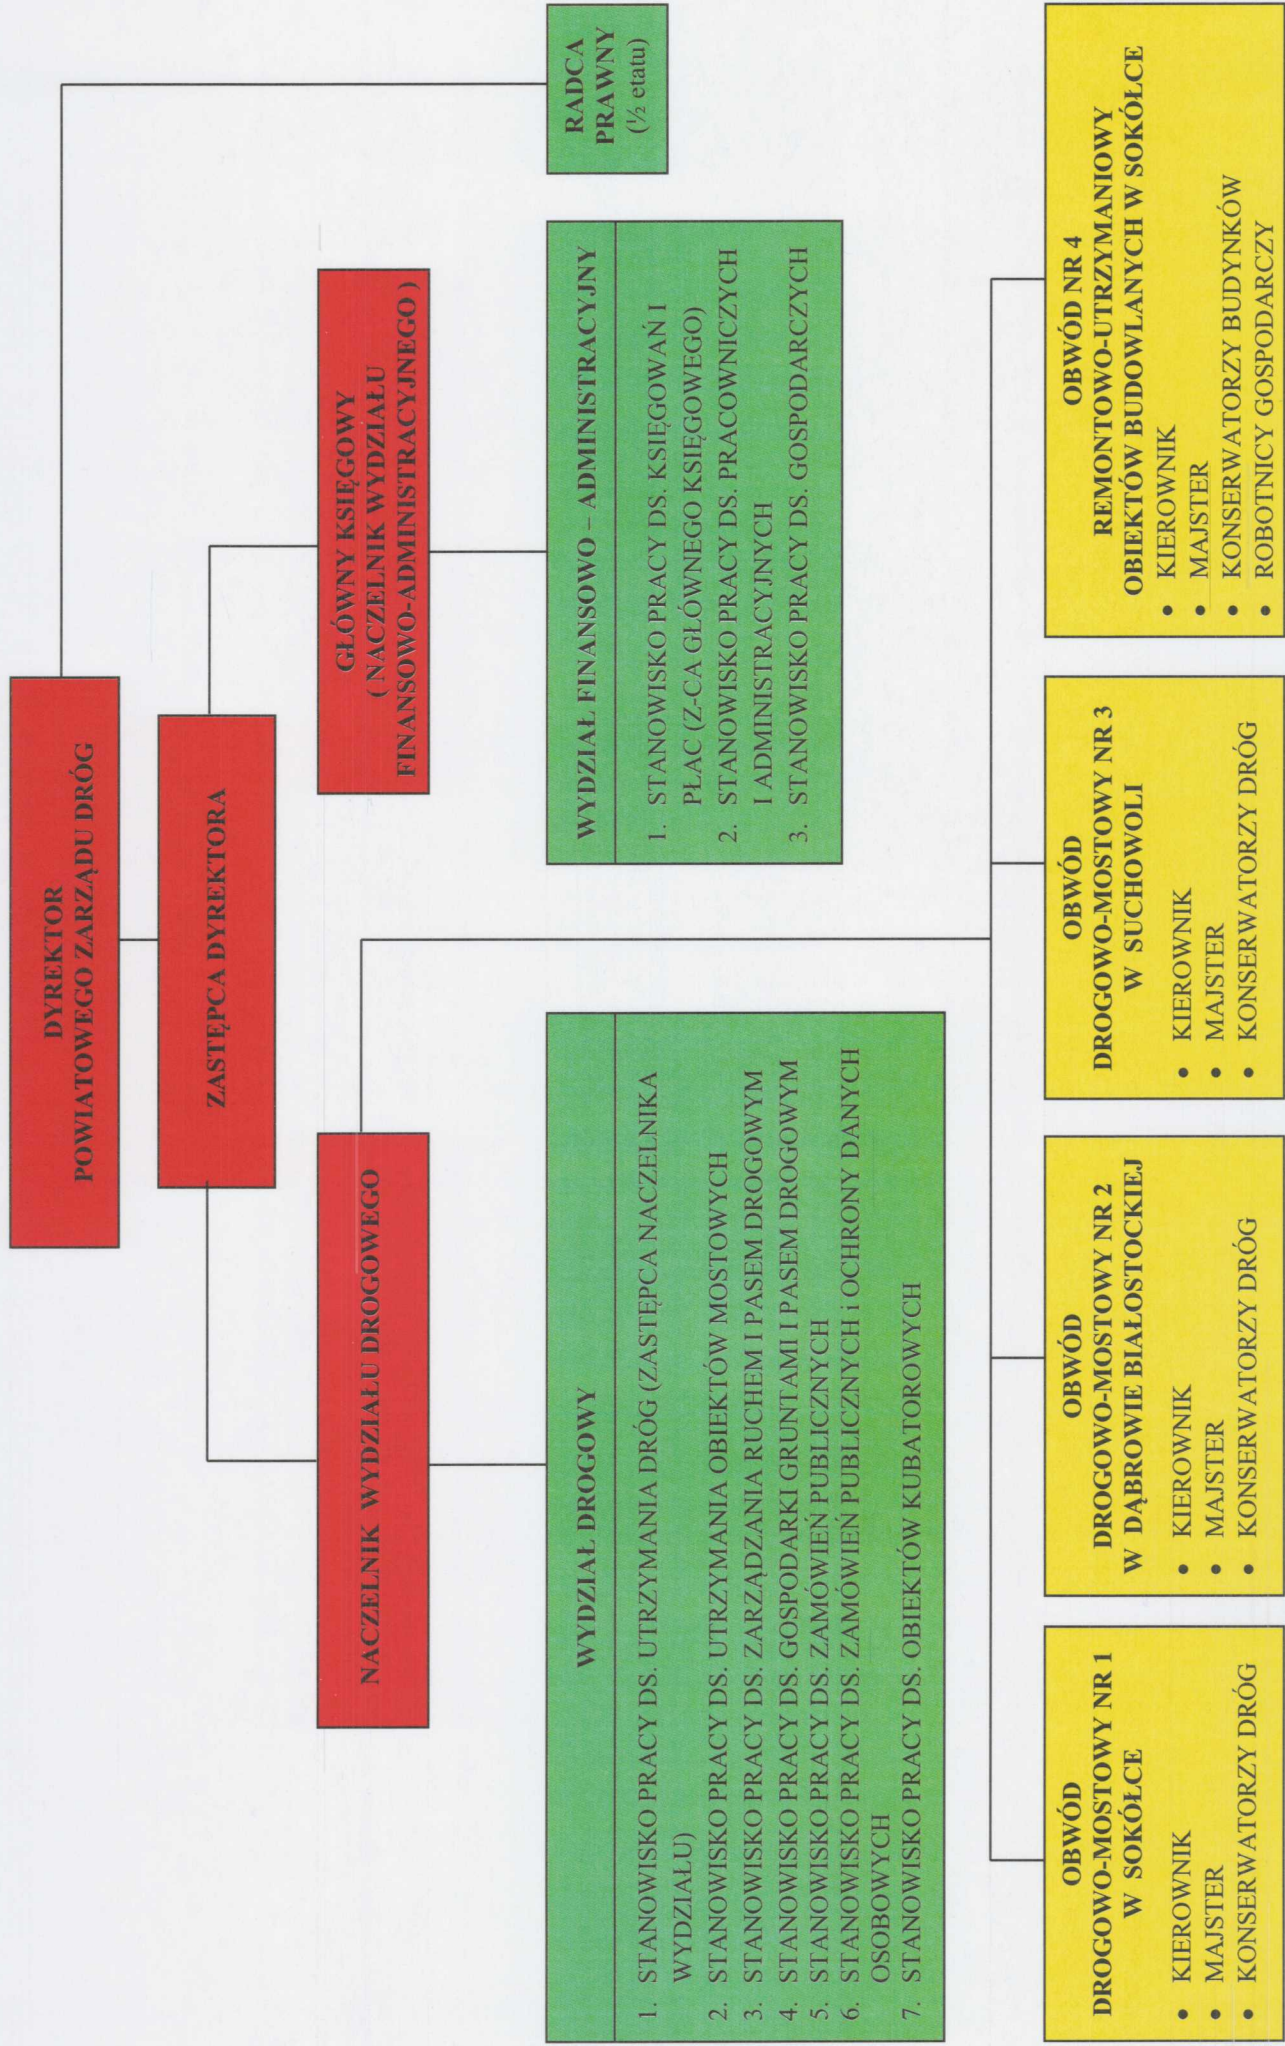 DYREKTOR
POWIATOWEGO ZARZĄDU DRÓG
ZASTĘPCA DYREKTORA
NACZELNIK WYDZIAŁU DROGOWEGO
GŁÓWNY KSIĘGOWY
( NACZELNIK WYDZIAŁU
FINANSOWO-ADMINISTRACYJNEGO )
WYDZIAŁ DROGOWY
1. STANOWISKO PRACY DS. UTRZYMANIA DRÓG (ZASTĘPCA NACZELNIKA
WYDZIAŁU)
2. STANOWISKO PRACY DS. UTRZYMANIA OBIEKTÓW MOSTOWYCH
3. STANOWISKO PRACY DS. ZARZĄDZANIA RUCHEM I PASEM DROGOWYM
4. STANOWISKO PRACY DS. GOSPODARKI GRUNTAMI I PASEM DROGOWYM
5. STANOWISKO PRACY DS. ZAMÓWIEŃ PUBLICZNYCH
6. STANOWISKO PRACY DS. ZAMÓWIEŃ PUBLICZNYCH i OCHRONY DANYCH
OSOBOWYCH
7. STANOWISKO PRACY DS. OBIEKTÓW KUBATOROWYCH
WYDZIAŁ FINANSOWO – ADMINISTRACYJNY
1. STANOWISKO PRACY DS. KSIĘGOWAŃ I
PŁAC (Z-CA GŁÓWNEGO KSIĘGOWEGO)
2. STANOWISKO PRACY DS. PRACOWNICZYCH
I ADMINISTRACYJNYCH
3. STANOWISKO PRACY DS. GOSPODARCZYCH
RADCA
PRAWNY
(½ etatu)
OBWÓD
DROGOWO-MOSTOWY NR 1
W SOKÓŁCE
• KIEROWNIK
• MAJSTER
• KONSERWATORZY DRÓG
OBWÓD
DROGOWO-MOSTOWY NR 2
W DĄBROWIE BIAŁOSTOCKIEJ
• KIEROWNIK
• MAJSTER
• KONSERWATORZY DRÓG
OBWÓD
DROGOWO-MOSTOWY NR 3
W SUCHOWOLI
• KIEROWNIK
• MAJSTER
• KONSERWATORZY DRÓG
OBWÓD NR 4
REMONTOWO-UTRZYMANIOWY
OBIEKTÓW BUDOWLANYCH W SOKÓŁCE
• KIEROWNIK
• MAJSTER
• KONSERWATORZY BUDYNKÓW
• ROBOTNICY GOSPODARCZY